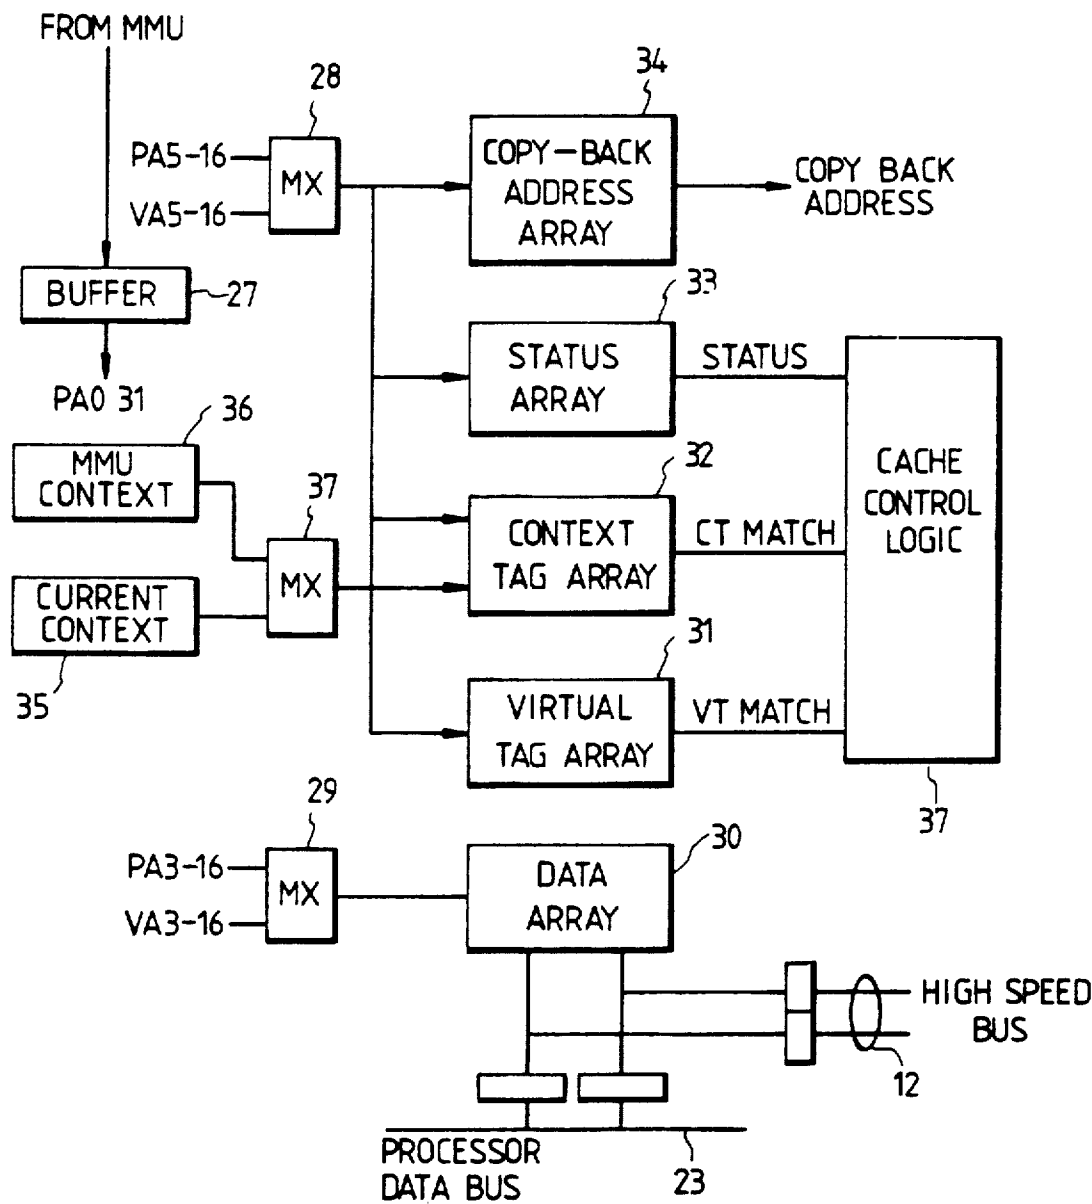 FROM MMU
28
34
PA5-16
VA5-16
MX
COPY-BACK
ADDRESS
ARRAY
COPY BACK
ADDRESS
BUFFER
27
33
PA0 31
STATUS
ARRAY
STATUS
36
MMU
CONTEXT
37
32
CONTEXT
TAG ARRAY
CT MATCH
CACHE
CONTROL
LOGIC
MX
CURRENT
CONTEXT
35
31
VIRTUAL
TAG ARRAY
VT MATCH
37
29
30
PA3-16
VA3-16
MX
DATA
ARRAY
HIGH SPEED
BUS
12
PROCESSOR
DATA BUS
23